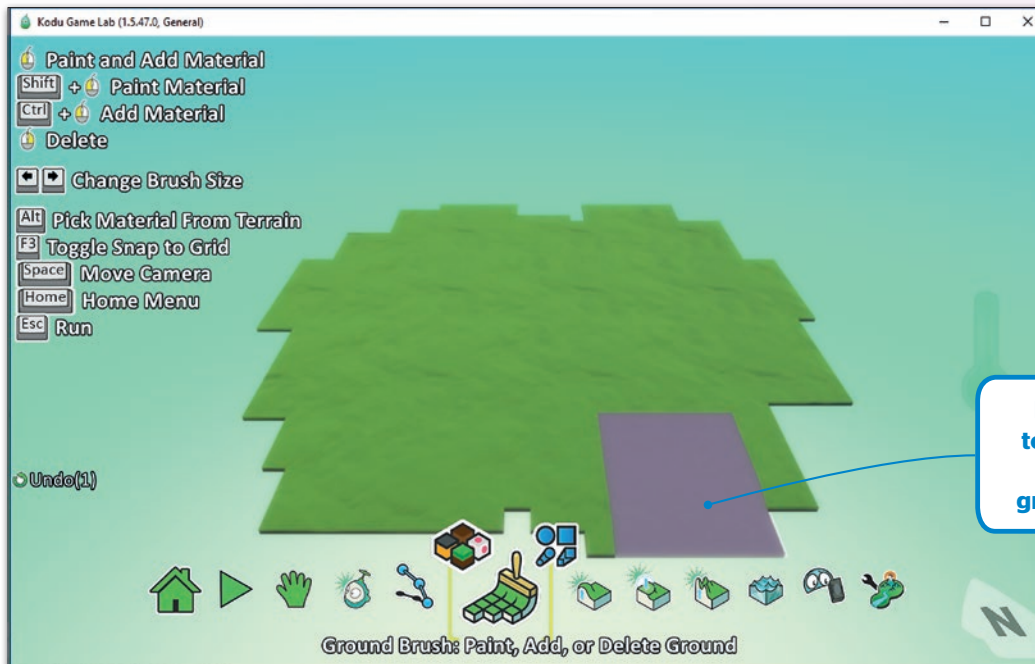 Kodu Game Lab (1.5.47.0, General)
Paint and Add Material
Shift + Paint Material
Ctrl + Add Material
Delete
Change Brush Size
Alt Pick Material From Terrain
F3 Toggle Snap to Grid
Space Move Camera
Home Home Menu
Esc Run
Undo(1)
Ground Brush: Paint, Add, or Delete Ground
N